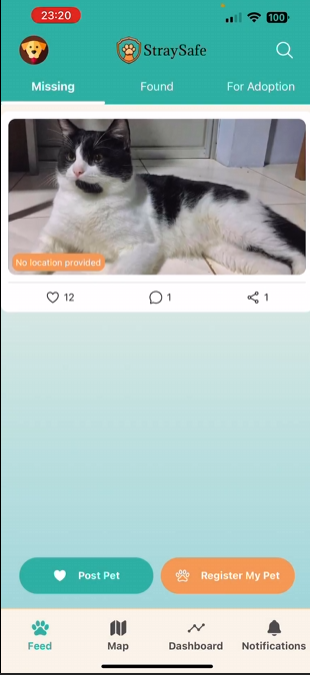 23:20
100
StraySafe
Missing
Found
For Adoption
No location provided
12
1
1
Post Pet
Register My Pet
Feed
Map
Dashboard
Notifications